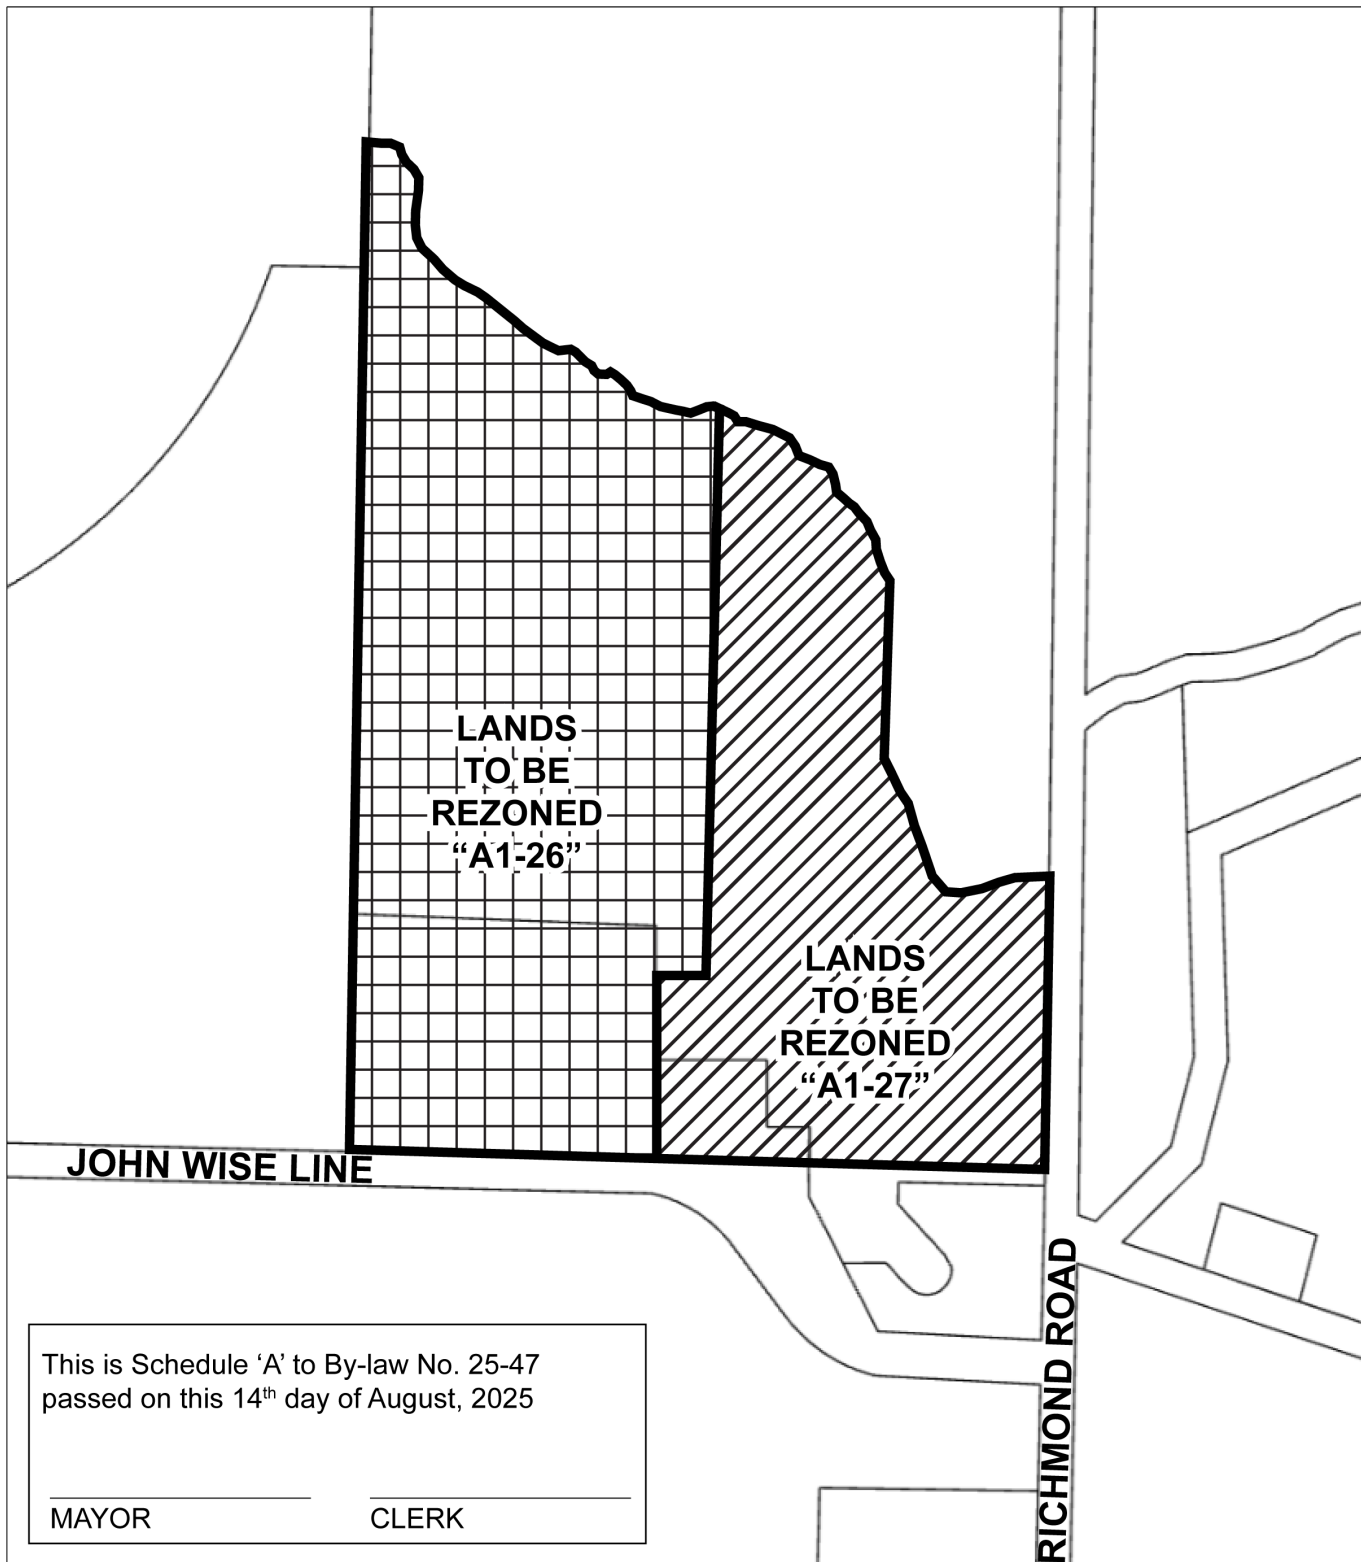 LANDS
TO BE
REZONED
“A1-26”
LANDS
TO BE
REZONED
“A1-27”
JOHN WISE LINE
RICHMOND ROAD
This is Schedule ‘A’ to By-law No. 25-47
passed on this 14th day of August, 2025
MAYOR CLERK